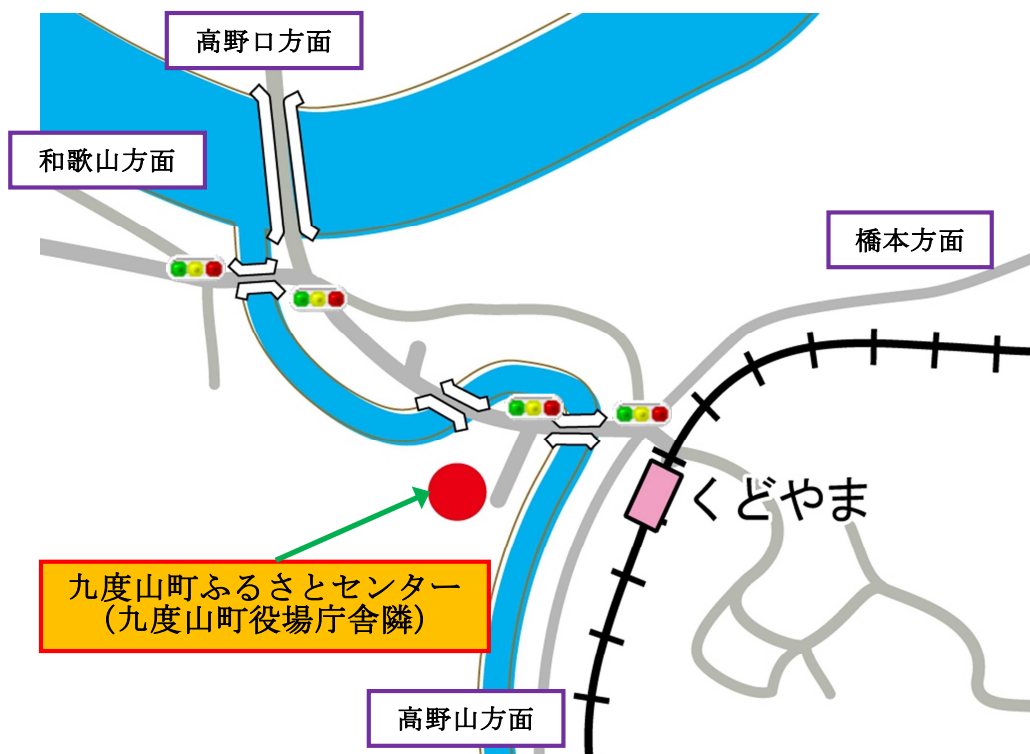 高野口方面
和歌山方面
橋本方面
くどやま
九度山町ふるさとセンター
(九度山町役場庁舎隣)
高野山方面